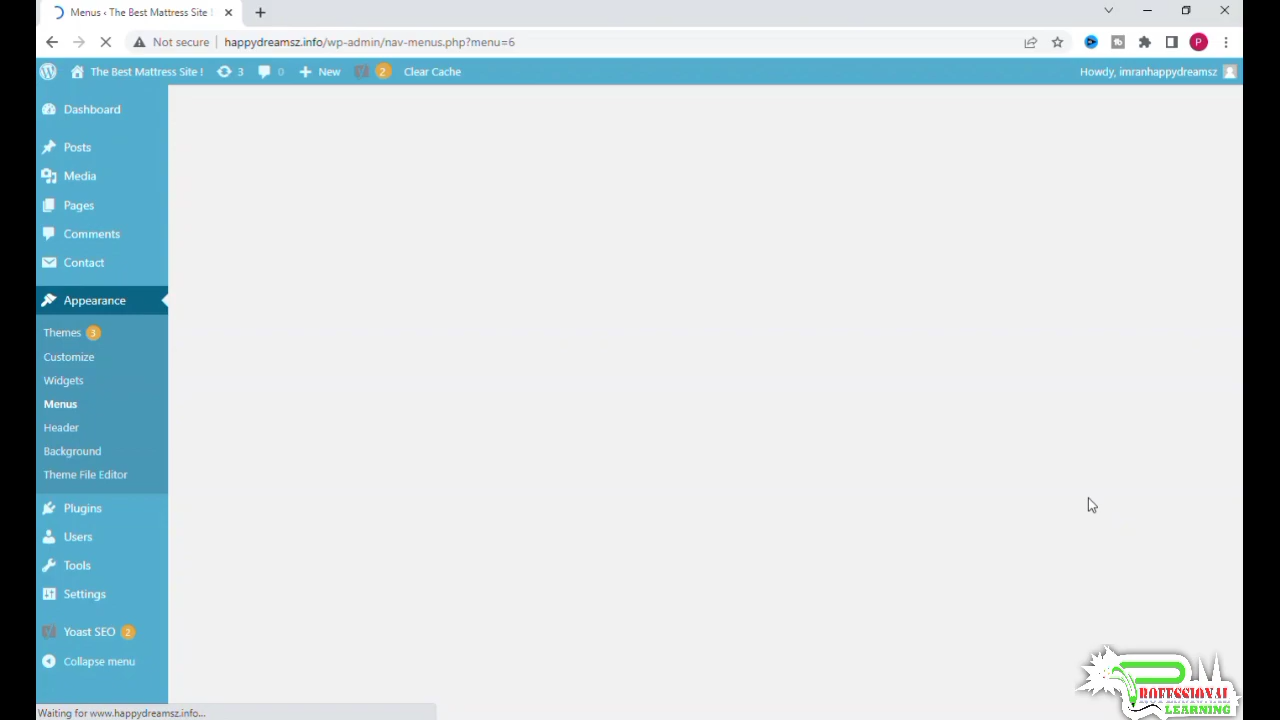 Menus ‹ The Best Mattress Site !
Not secure happydreamsz.info/wp-admin/nav-menus.php?menu=6
P
The Best Mattress Site ! 3 0 New 2 Clear Cache Howdy, imranhappydreamsz
Dashboard
Posts
Media
Pages
Comments
Contact
Appearance
Themes 3
Customize
Widgets
Menus
Header
Background
Theme File Editor
Plugins
Users
Tools
Settings
Yoast SEO 2
Collapse menu
Waiting for www.happydreamsz.info...
PROFESSIONAL
LEARNING